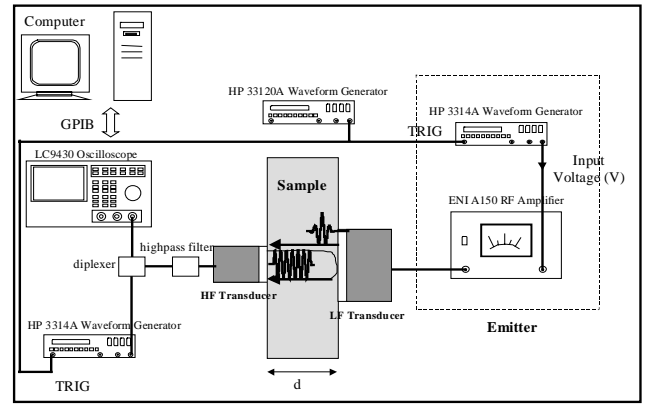 Computer
HP 33120A Waveform Generator
HP 3314A Waveform Generator
GPIB
TRIG
LC9430 Oscilloscope
Input
Voltage (V)
Sample
ENI A150 RF Amplifier
highpass filter
diplexer
HF Transducer
LF Transducer
HP 3314A Waveform Generator
Emitter
TRIG
d